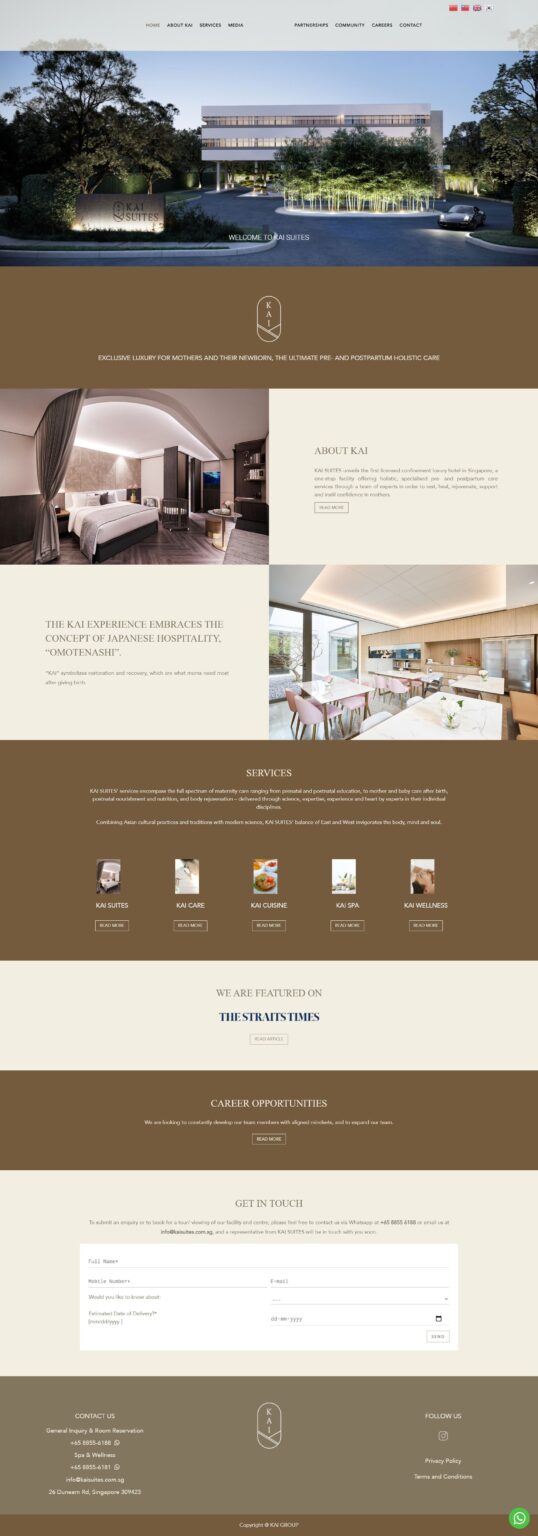 HOME ABOUT KAI SERVICES MEDIA PARTNERSHIPS COMMUNITY CAREERS CONTACT
KAI
SUITES
WELCOME TO KAI SUITES
KAI
EXCLUSIVE LUXURY FOR MOTHERS AND THEIR NEWBORN, THE ULTIMATE PRE- AND POSTPARTUM HOLISTIC CARE
ABOUT KAI
KAI SUITES unveils the first licensed confinement luxury hotel in Singapore, a
one-stop facility offering holistic, specialised pre- and postpartum care
services through a team of experts in order to rest, heal, rejuvenate, support
and instil confidence in mothers.
READ MORE
THE KAI EXPERIENCE EMBRACES THE
CONCEPT OF JAPANESE HOSPITALITY,
“OMOTENASHI”.
“KAI” symbolises restoration and recovery, which are what moms need most
after giving birth.
SERVICES
KAI SUITES’ services encompass the full spectrum of maternity care ranging from prenatal and postnatal education, to mother and baby care after birth,
postnatal nourishment and nutrition, and body rejuvenation – delivered through science, expertise, experience and heart by experts in their individual
disciplines.
Combining Asian cultural practices and traditions with modern science, KAI SUITES’ balance of East and West invigorates the body, mind and soul.
KAI SUITES KAI CARE KAI CUISINE KAI SPA KAI WELLNESS
READ MORE READ MORE READ MORE READ MORE READ MORE
WE ARE FEATURED ON
THE STRAITS TIMES
READ ARTICLE
CAREER OPPORTUNITIES
We are looking to constantly develop our team members with aligned mindsets, and to expand our team.
READ MORE
GET IN TOUCH
To submit an enquiry or to book for a tour/ viewing of our facility and centre, please feel free to contact us via Whatsapp at +65 8855 6188 or email us at
info@kaisuites.com.sg, and a representative from KAI SUITES will be in touch with you soon.
Full Name*
Mobile Number* E-mail
Would you like to know about: ---
Estimated Date of Delivery?*
[mm/dd/yyyy ] dd-mm-yyyy
SEND
CONTACT US
General Inquiry & Room Reservation
+65 8855-6188
Spa & Wellness
+65 8855-6181
info@kaisuites.com.sg
26 Dunearn Rd, Singapore 309423
KAI
FOLLOW US
Privacy Policy
Terms and Conditions
Copyright @ KAI GROUP